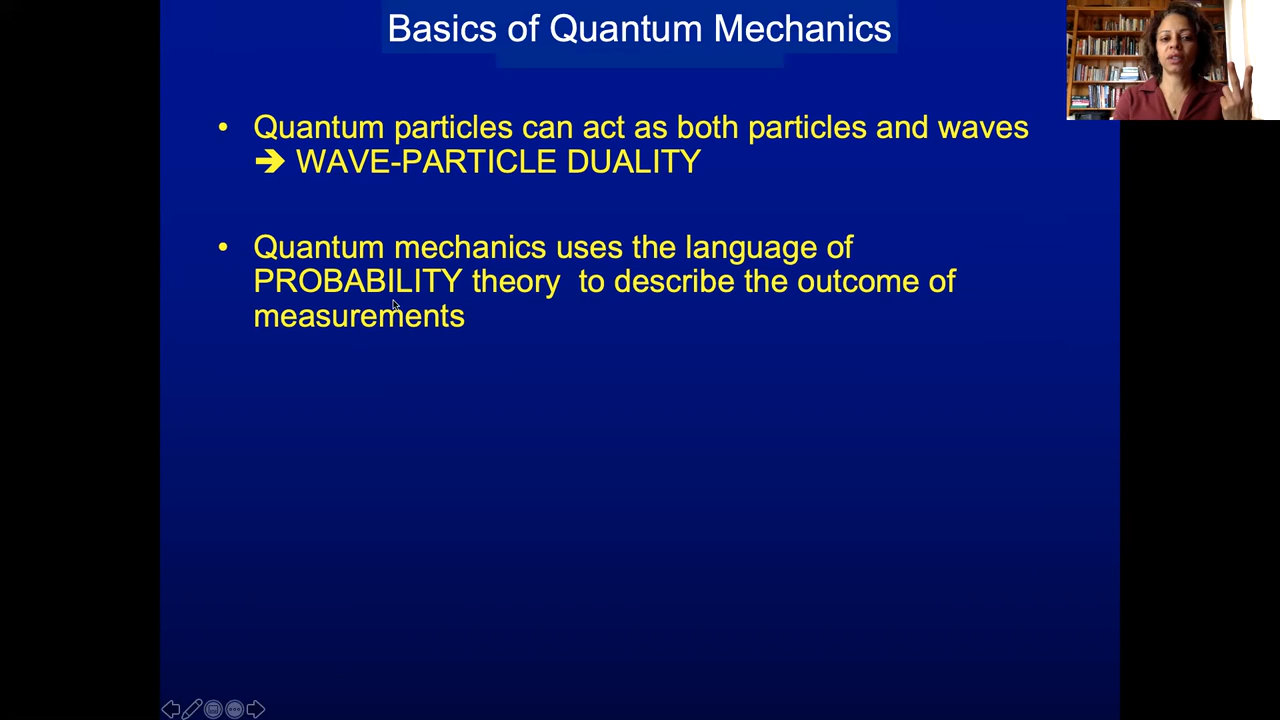 Basics of Quantum Mechanics
• Quantum particles can act as both particles and waves
➔ WAVE-PARTICLE DUALITY
• Quantum mechanics uses the language of
PROBABILITY theory  to describe the outcome of
measurements